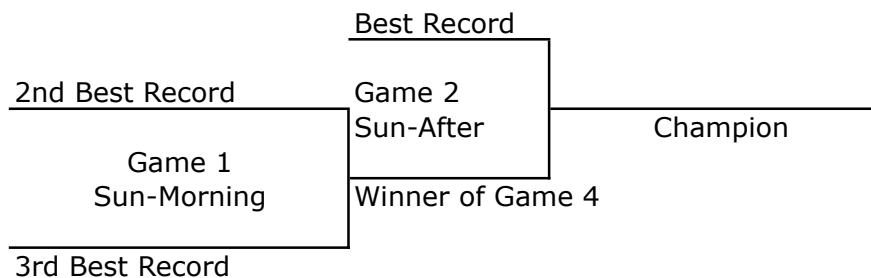 Best Record
2nd Best Record
Game 2
Sun-After
Champion
Game 1
Sun-Morning
Winner of Game 4
3rd Best Record